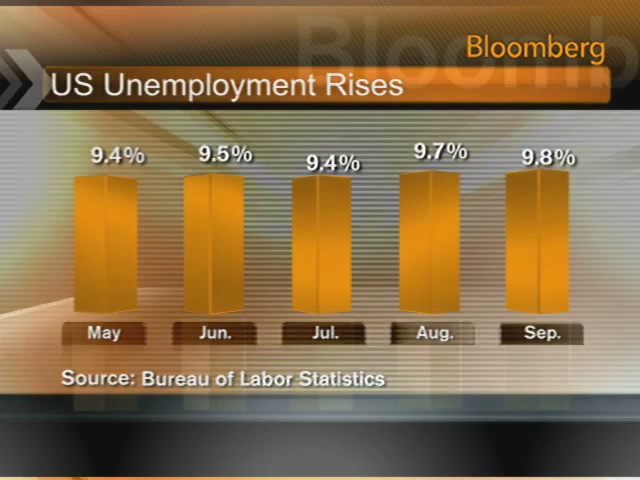 Bloomberg
US Unemployment Rises
9.4% 9.5% 9.4% 9.7% 9.8%
May Jun. Jul. Aug. Sep.
Source: Bureau of Labor Statistics